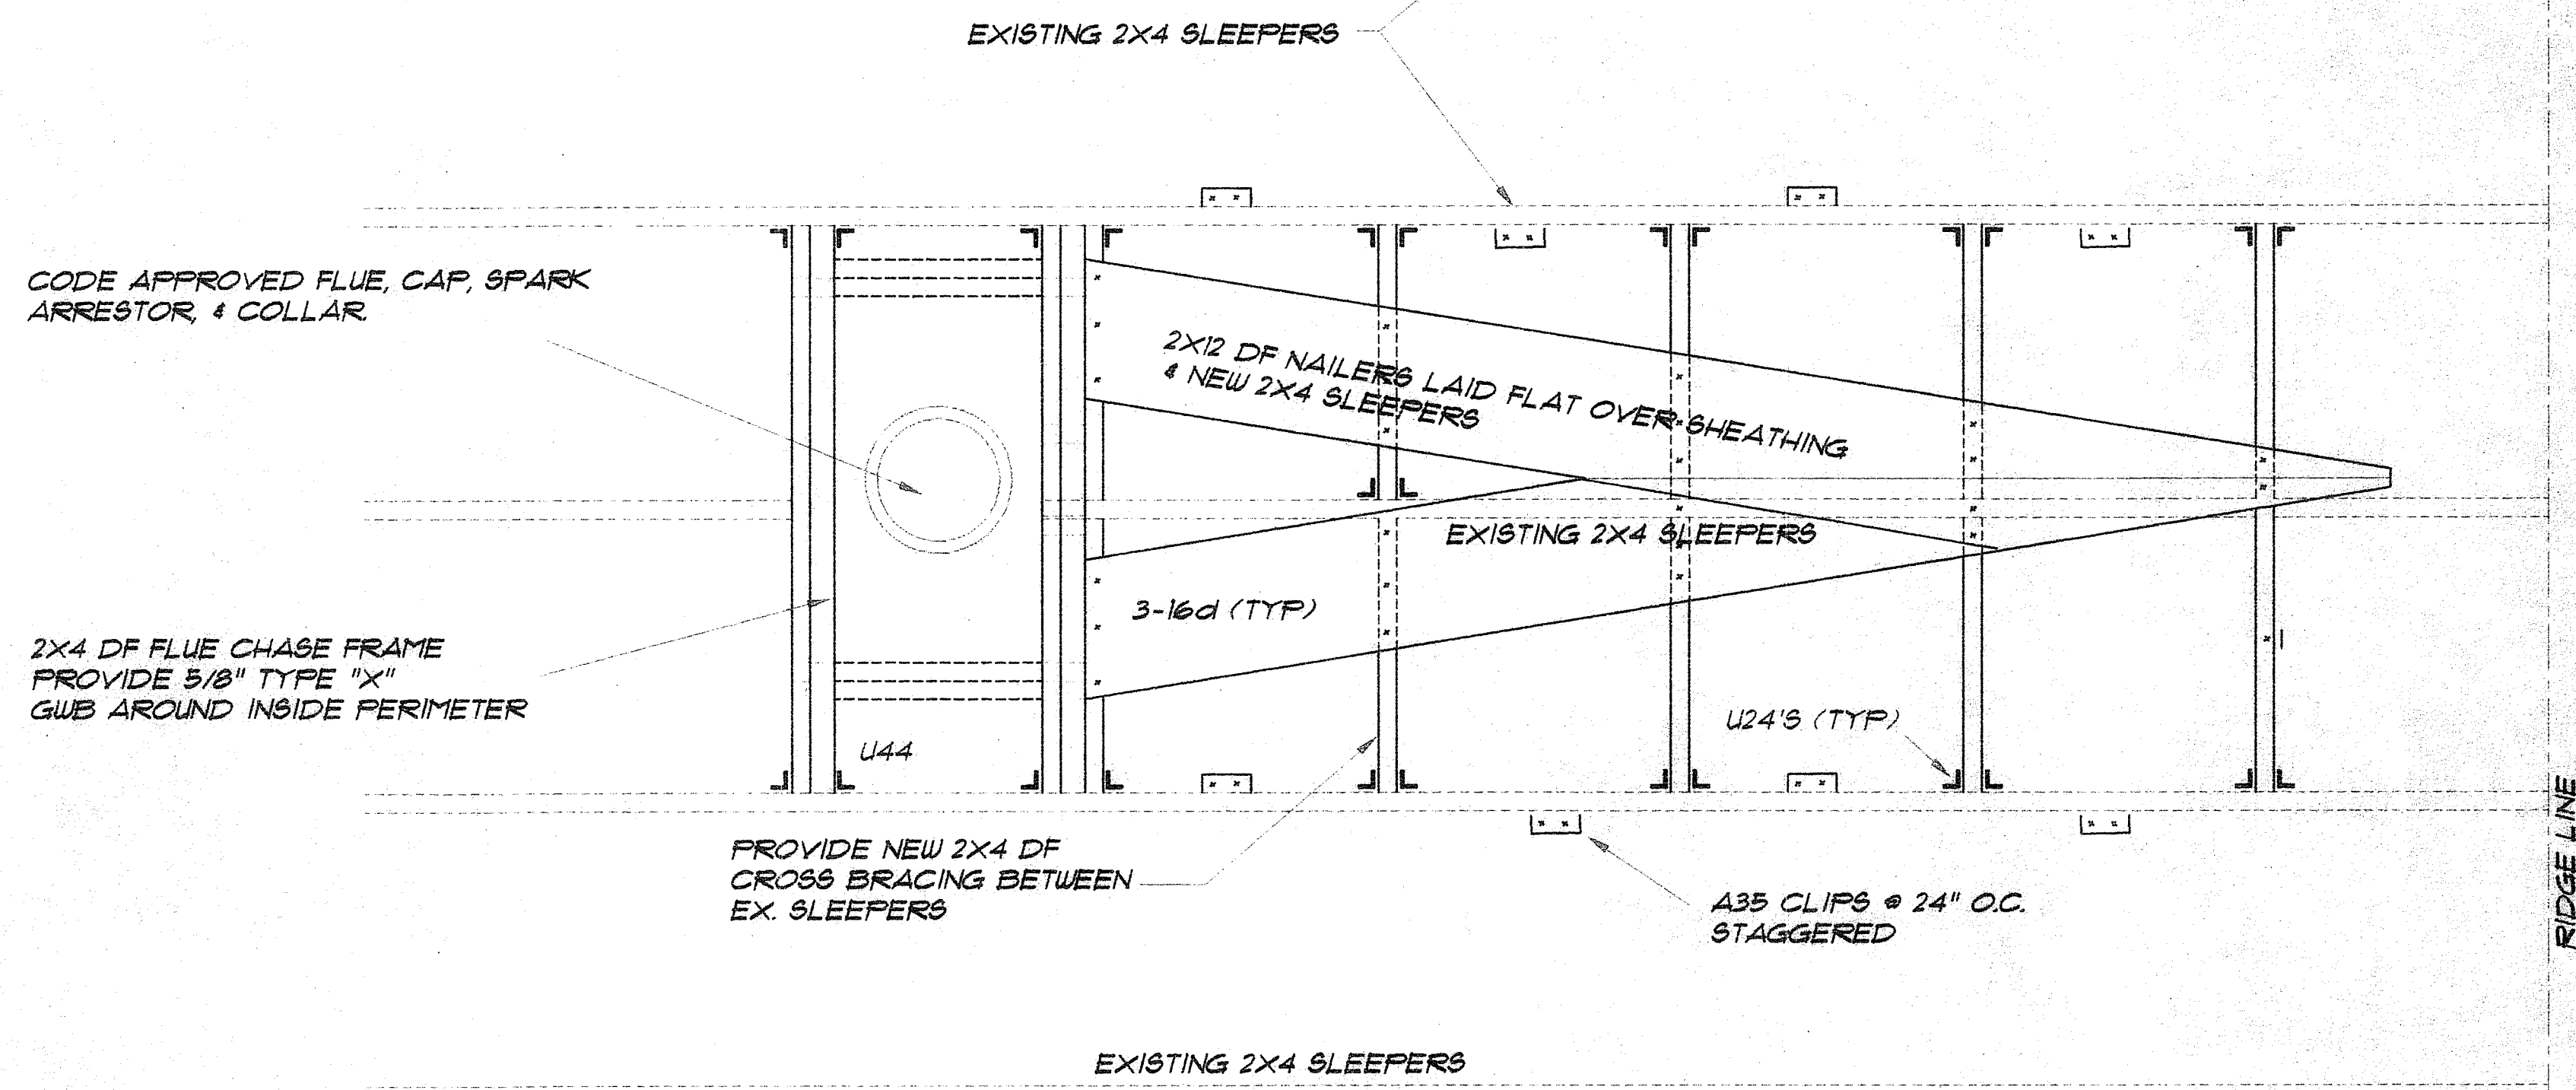 EXISTING 2X4 SLEEPERS
CODE APPROVED FLUE, CAP, SPARK
ARRESTOR, & COLLAR.
2X12 DF NAILERS LAID FLAT OVER SHEATHING
& NEW 2X4 SLEEPERS
EXISTING 2X4 SLEEPERS
3-16d (TYP)
2X4 DF FLUE CHASE FRAME
PROVIDE 5/8" TYPE "X"
GWB AROUND INSIDE PERIMETER
U44
U24'S (TYP)
PROVIDE NEW 2X4 DF
CROSS BRACING BETWEEN
EX. SLEEPERS
A35 CLIPS @ 24" O.C.
STAGGERED
RIDGE LINE
EXISTING 2X4 SLEEPERS